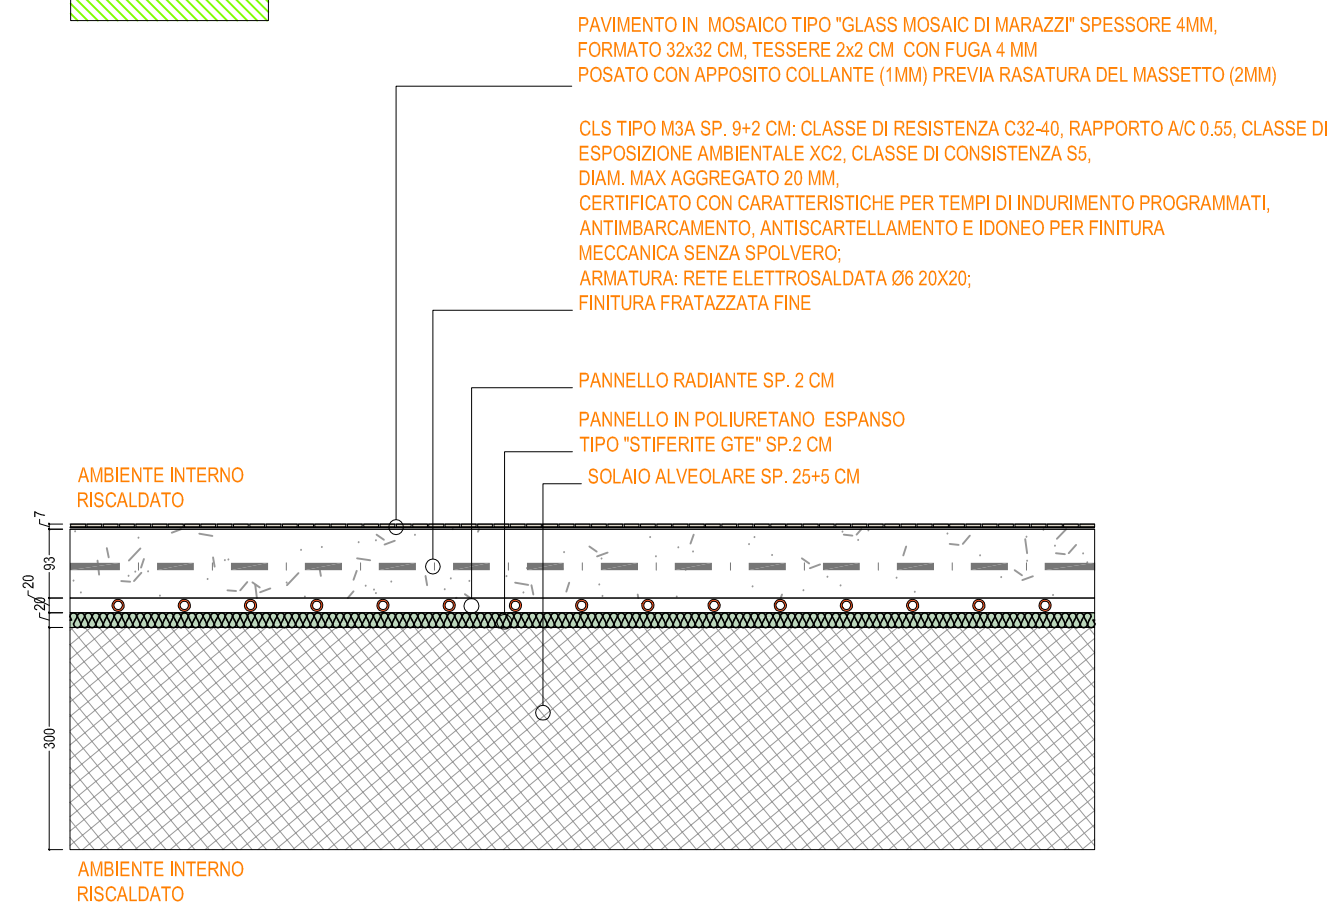 PAVIMENTO IN MOSAICO TIPO "GLASS MOSAIC DI MARAZZI" SPESSORE 4MM,
FORMATO 32x32 CM, TESSERE 2x2 CM CON FUGA 4 MM
POSATO CON APPOSITO COLLANTE (1MM) PREVIA RASATURA DEL MASSETTO (2MM)
CLS TIPO M3A SP. 9+2 CM: CLASSE DI RESISTENZA C32-40, RAPPORTO A/C 0.55, CLASSE DI
ESPOSIZIONE AMBIENTALE XC2, CLASSE DI CONSISTENZA S5,
DIAM. MAX AGGREGATO 20 MM,
CERTIFICATO CON CARATTERISTICHE PER TEMPI DI INDURIMENTO PROGRAMMATI,
ANTIMBARCAMENTO, ANTISCARTELLAMENTO E IDONEO PER FINITURA
MECCANICA SENZA SPOLVERO;
ARMATURA: RETE ELETTROSALDATA Ø6 20X20;
FINITURA FRATAZZATA FINE
PANNELLO RADIANTE SP. 2 CM
PANNELLO IN POLIURETANO ESPANSO
TIPO "STIFERITE GTE" SP.2 CM
SOLAIO ALVEOLARE SP. 25+5 CM
AMBIENTE INTERNO
RISCALDATO
7
93
20
20
300
AMBIENTE INTERNO
RISCALDATO